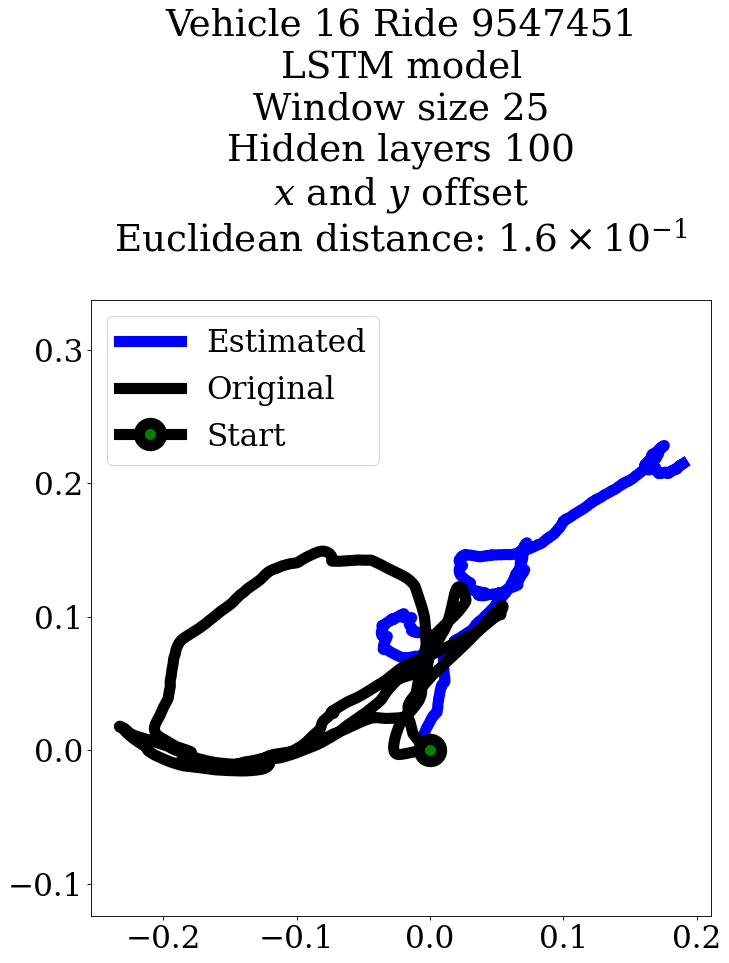 Vehicle 16 Ride 9547451
LSTM model
Window size 25
Hidden layers 100
x and y offset
Euclidean distance: 1.6 × 10⁻¹
Estimated
Original
Start
0.3
0.2
0.1
0.0
−0.1
−0.2 −0.1 0.0 0.1 0.2